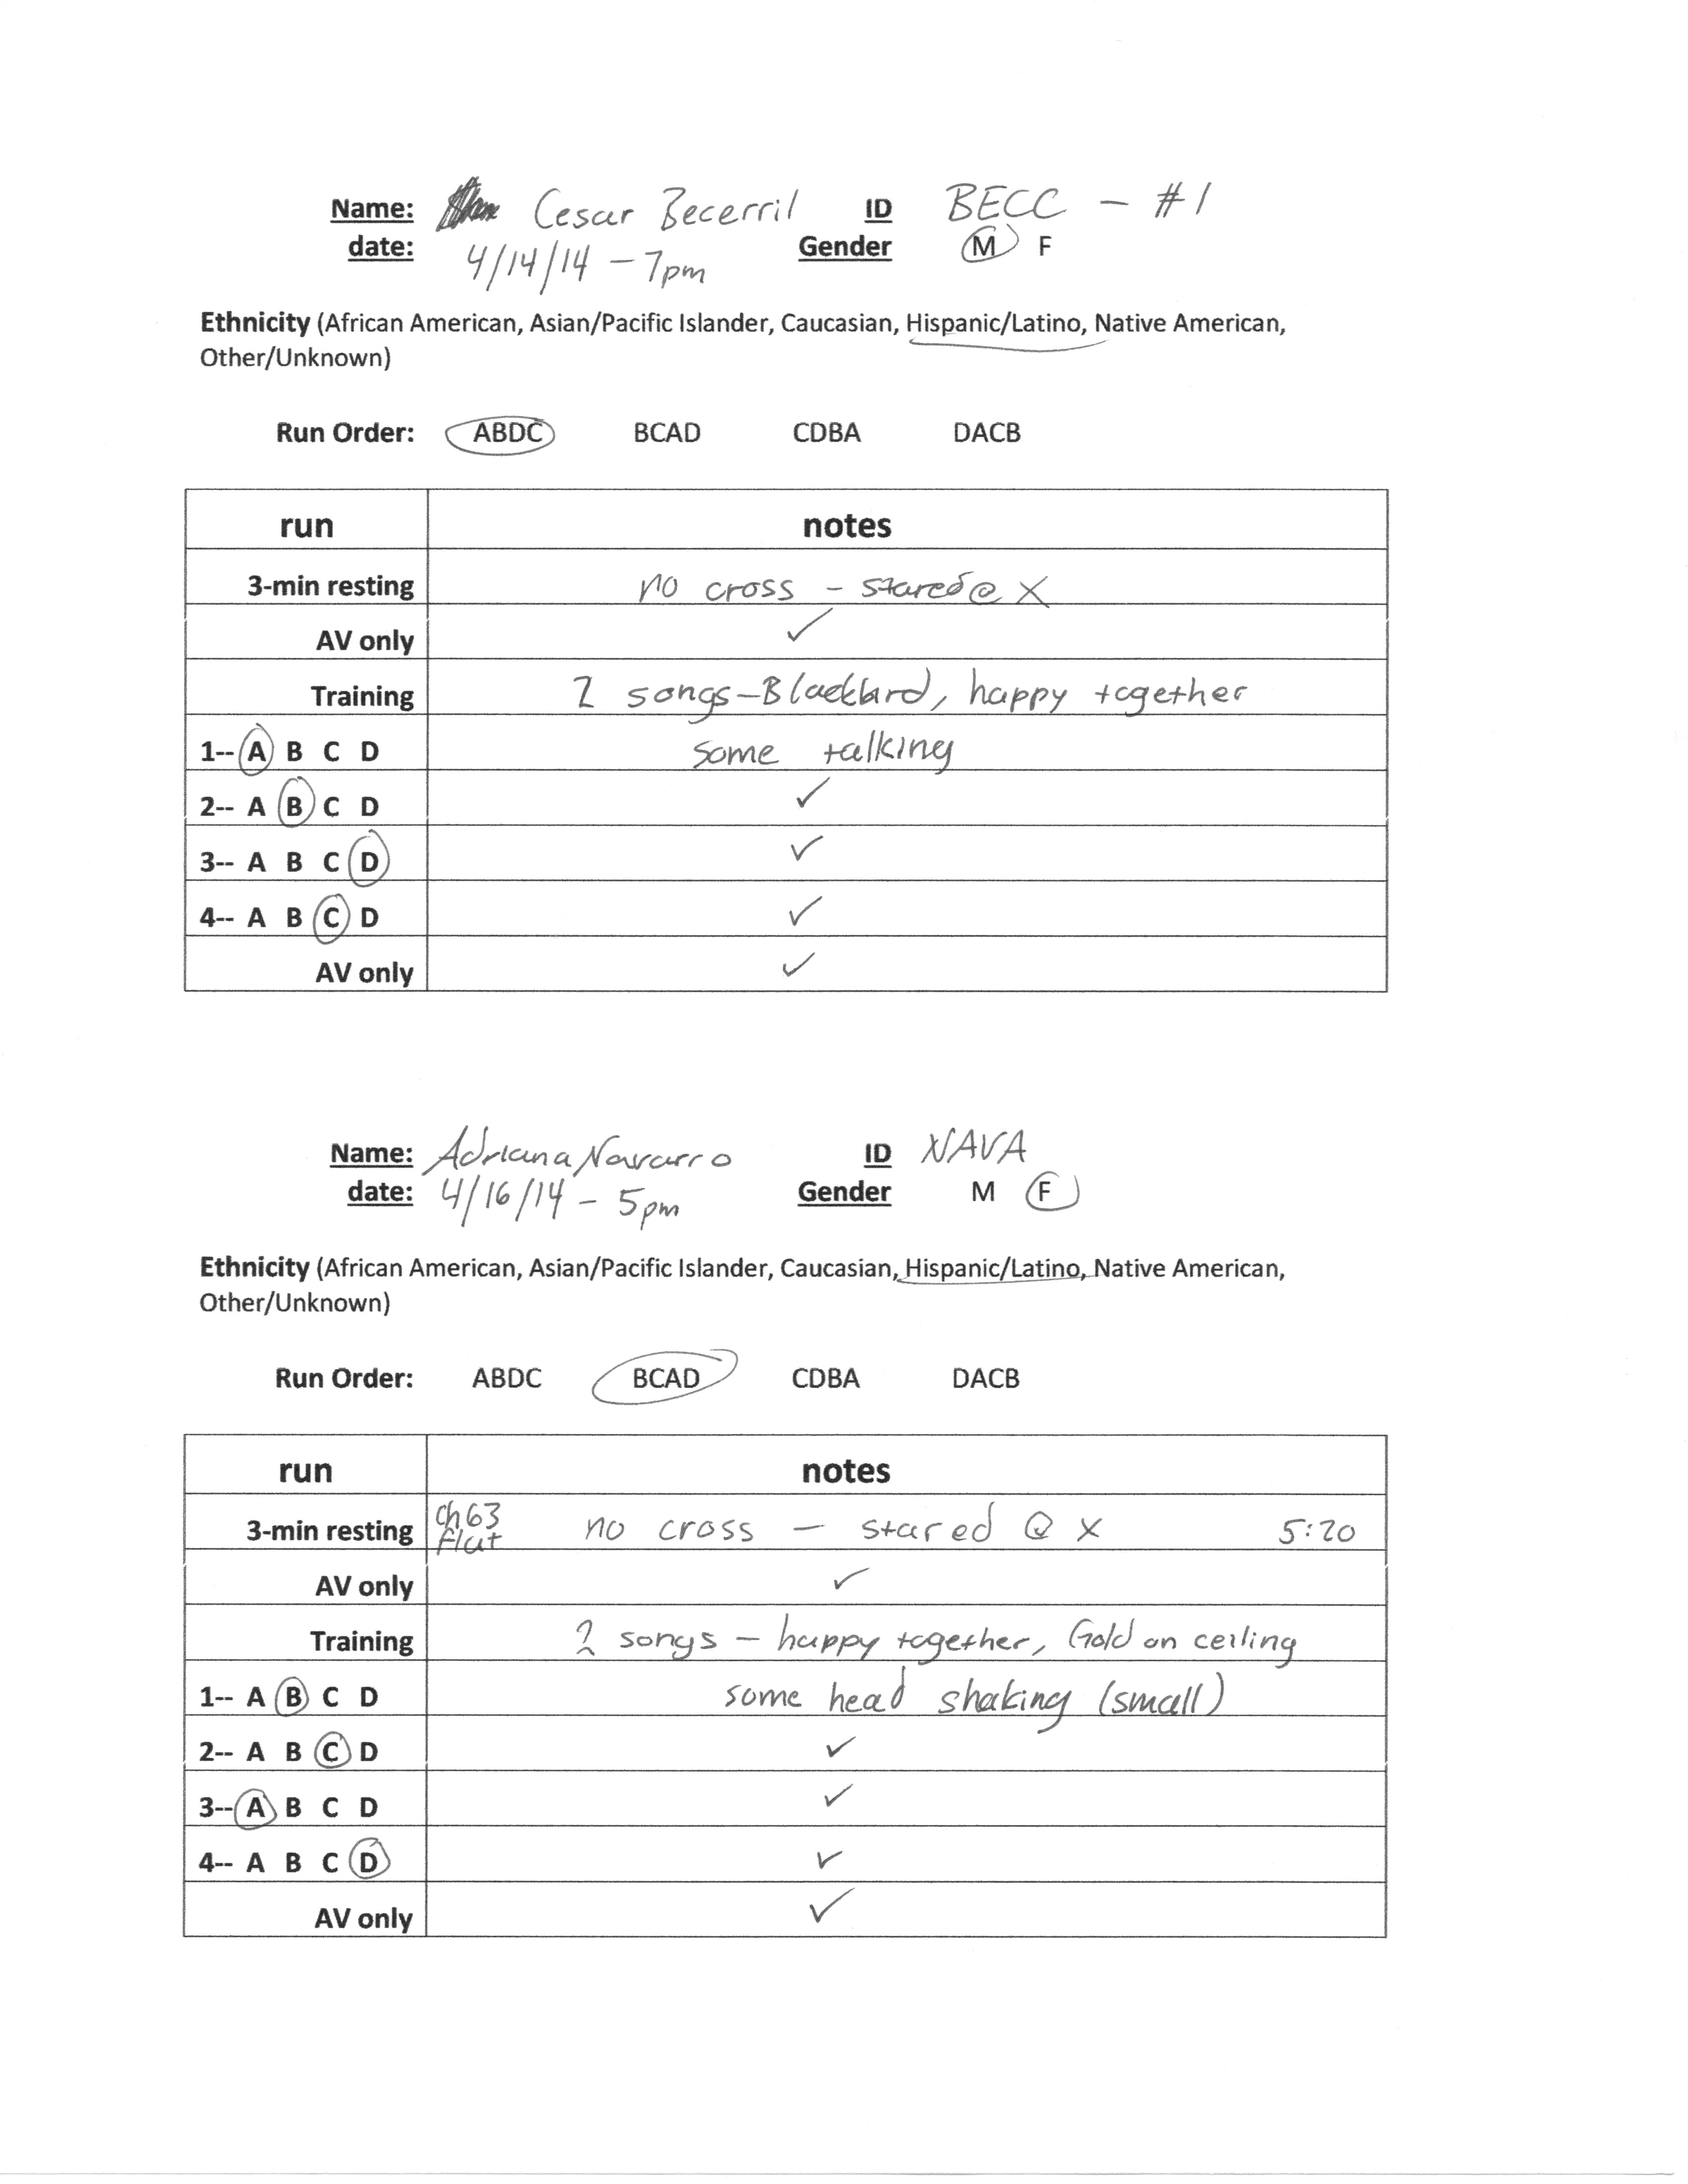 Name: Cesar Becerril ID BECC - #1
date: 4/14/14 - 7pm Gender M F
Ethnicity (African American, Asian/Pacific Islander, Caucasian, Hispanic/Latino, Native American,
Other/Unknown)
Run Order: ABDC BCAD CDBA DACB
run notes
3-min resting no cross - stared @ X
AV only ✓
Training 2 songs - Blackbird, happy together
1-- A B C D some talking
2-- A B C D ✓
3-- A B C D ✓
4-- A B C D ✓
AV only ✓
Name: Adriana Navarro ID NAVA
date: 4/16/14 - 5pm Gender M F
Ethnicity (African American, Asian/Pacific Islander, Caucasian, Hispanic/Latino, Native American,
Other/Unknown)
Run Order: ABDC BCAD CDBA DACB
run notes
3-min resting ch63 flat no cross - stared @ X 5:20
AV only ✓
Training 2 songs - happy together, Gold on ceiling
1-- A B C D some head shaking (small)
2-- A B C D ✓
3-- A B C D ✓
4-- A B C D ✓
AV only ✓